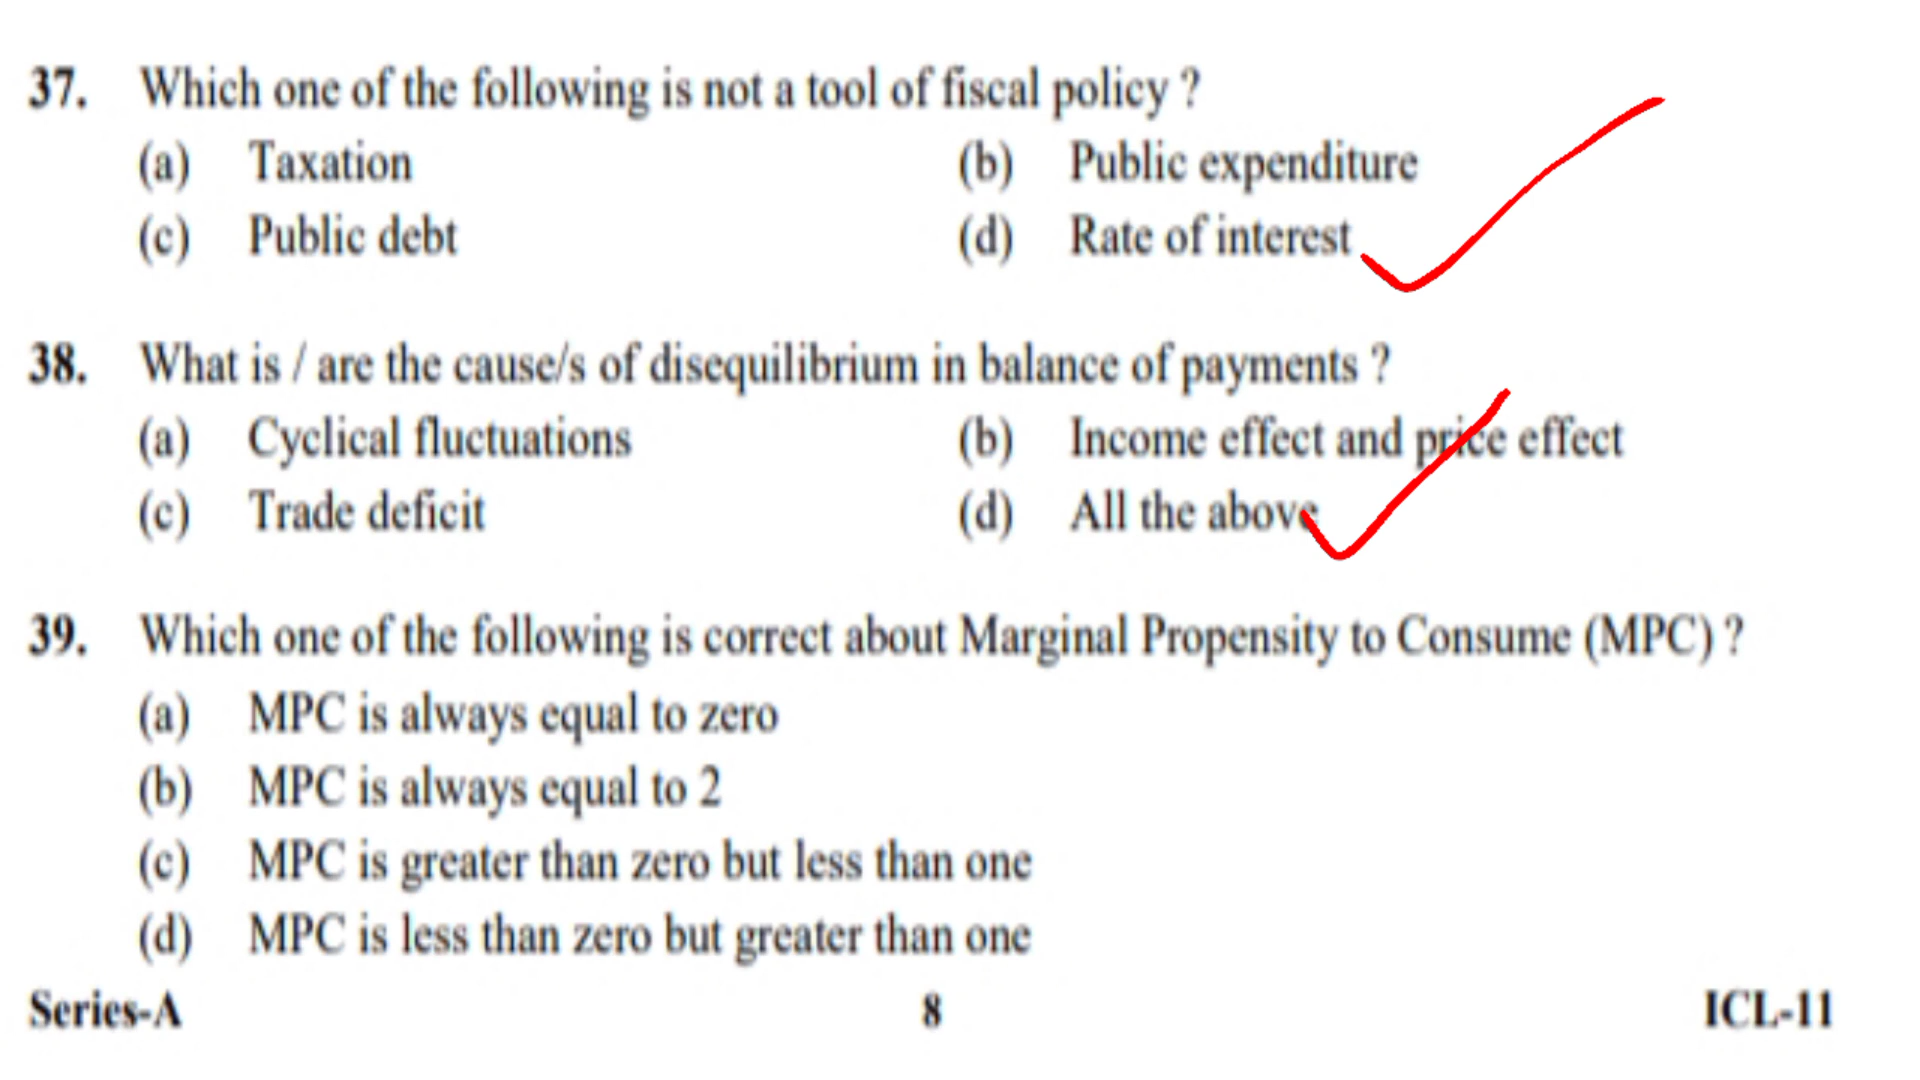 37. Which one of the following is not a tool of fiscal policy ?
(a) Taxation (b) Public expenditure
(c) Public debt (d) Rate of interest
38. What is / are the cause/s of disequilibrium in balance of payments ?
(a) Cyclical fluctuations (b) Income effect and price effect
(c) Trade deficit (d) All the above
39. Which one of the following is correct about Marginal Propensity to Consume (MPC) ?
(a) MPC is always equal to zero
(b) MPC is always equal to 2
(c) MPC is greater than zero but less than one
(d) MPC is less than zero but greater than one
Series-A 8 ICL-11